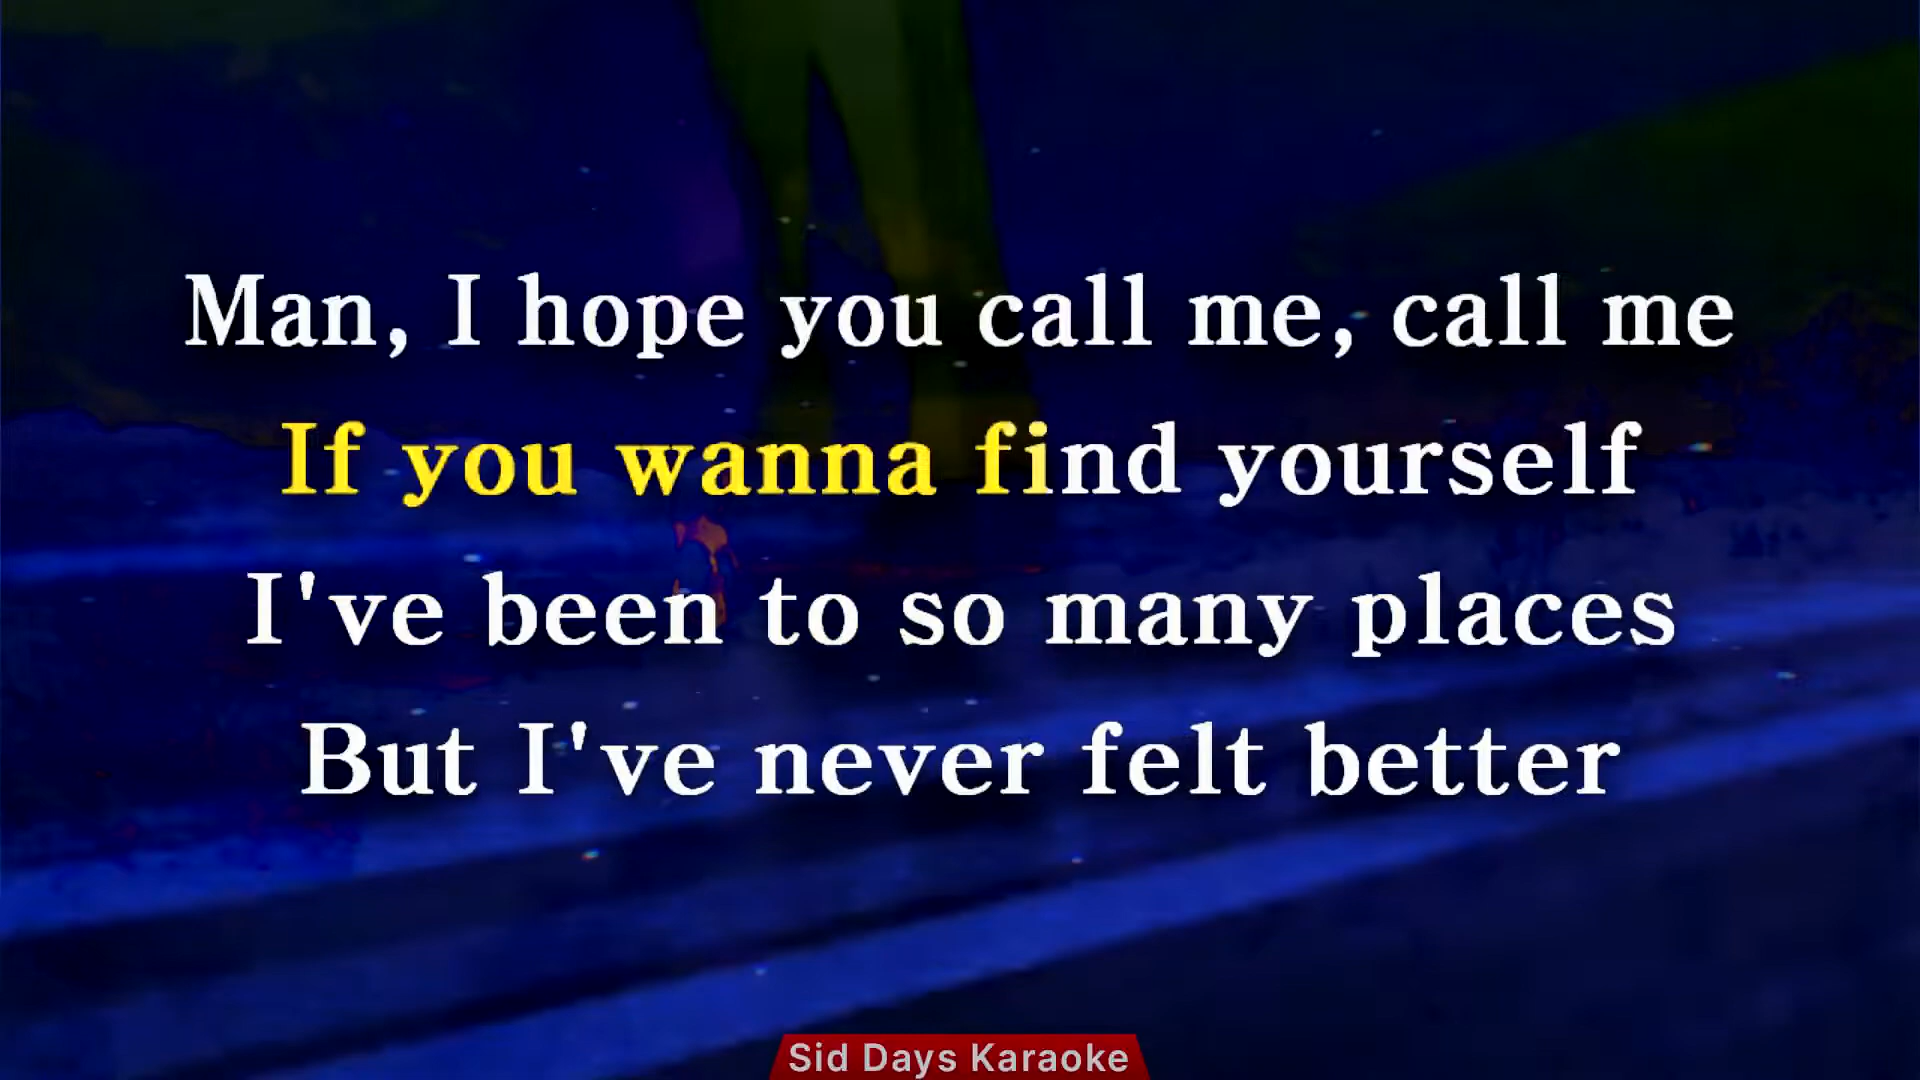 Man, I hope you call me, call me
If you wanna find yourself
I've been to so many places
But I've never felt better
Sid Days Karaoke